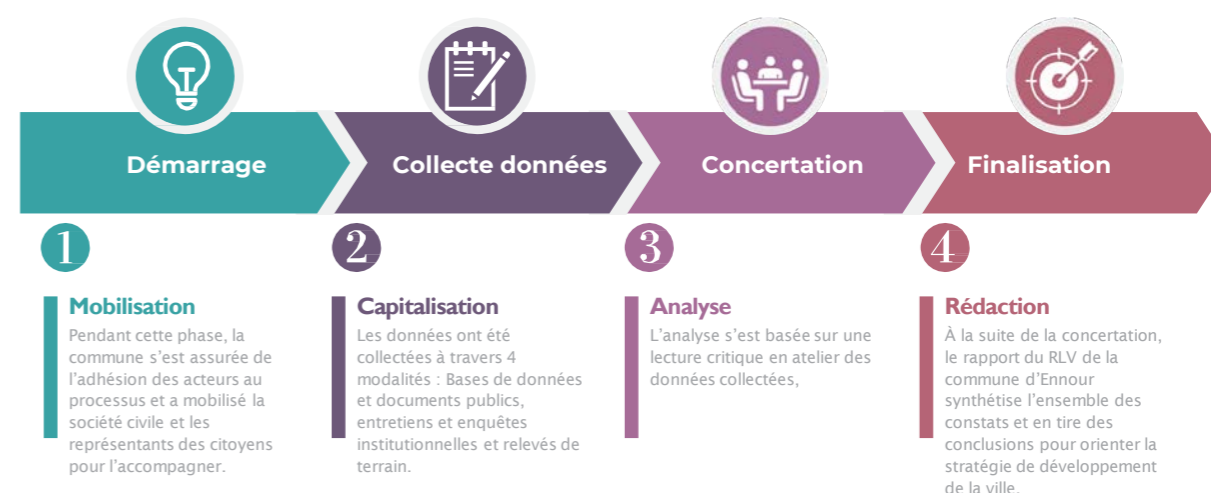 Démarrage
Collecte données
Concertation
Finalisation
1
Mobilisation
Pendant cette phase, la
commune s’est assurée de
l’adhésion des acteurs au
processus et a mobilisé la
société civile et les
représentants des citoyens
pour l’accompagner.
2
Capitalisation
Les données ont été
collectées à travers 4
modalités : Bases de données
et documents publics,
entretiens et enquêtes
institutionnelles et relevés de
terrain.
3
Analyse
L’analyse s’est basée sur une
lecture critique en atelier des
données collectées,
4
Rédaction
À la suite de la concertation,
le rapport du RLV de la
commune d’Ennour
synthétise l’ensemble des
constats et en tire des
conclusions pour orienter la
stratégie de développement
de la ville.